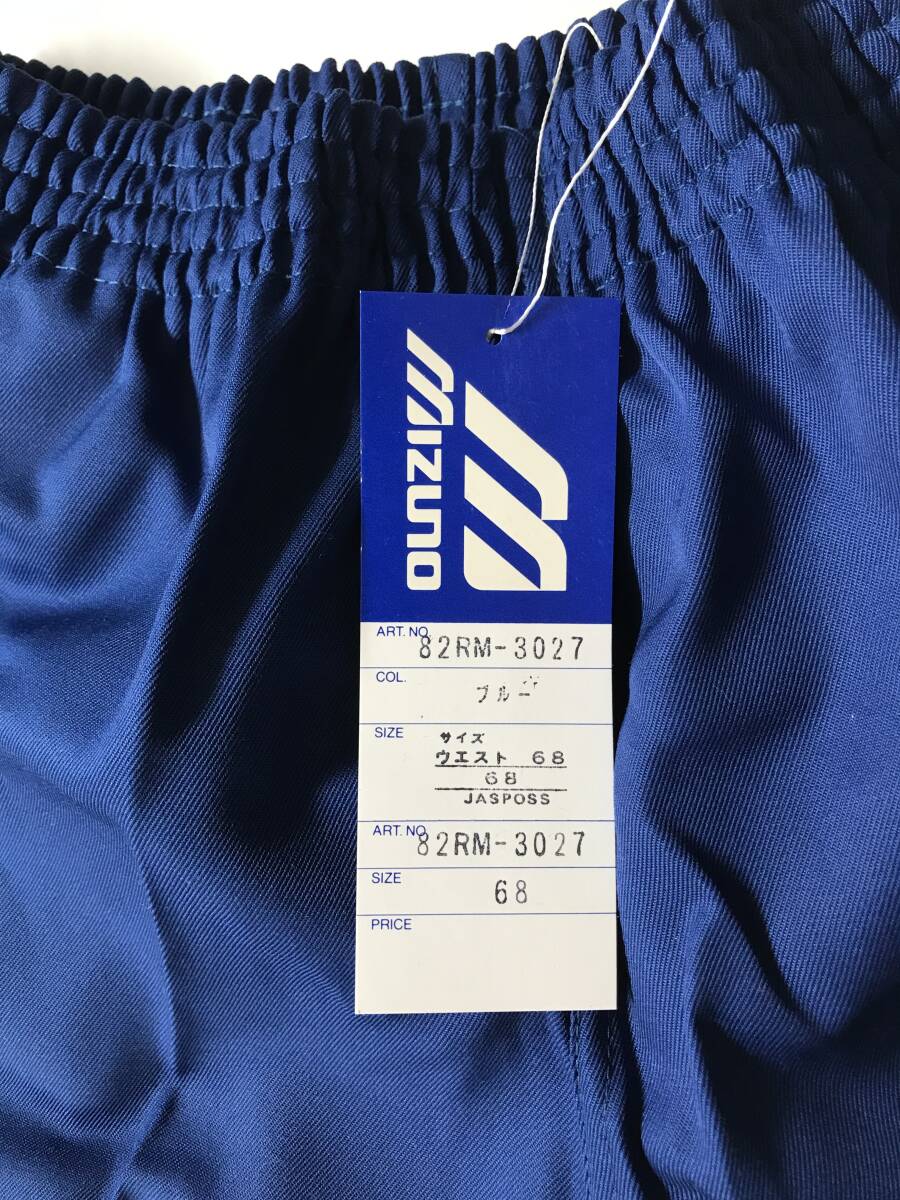 MIZUNO
ART. NO. 82RM-3027
COL. ブルー
SIZE サイズ
ウエスト 68
68
JASPOSS
ART. NO. 82RM-3027
SIZE 68
PRICE